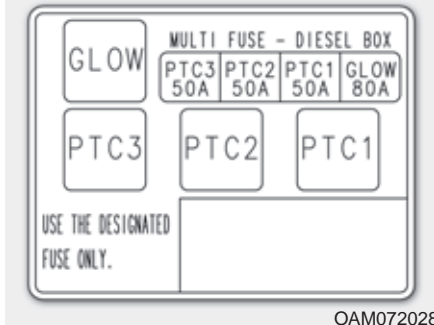 GLOW
MULTI FUSE - DIESEL BOX
PTC3 PTC2 PTC1 GLOW
50A 50A 50A 80A
PTC3 PTC2 PTC1
USE THE DESIGNATED
FUSE ONLY.
OAM072028